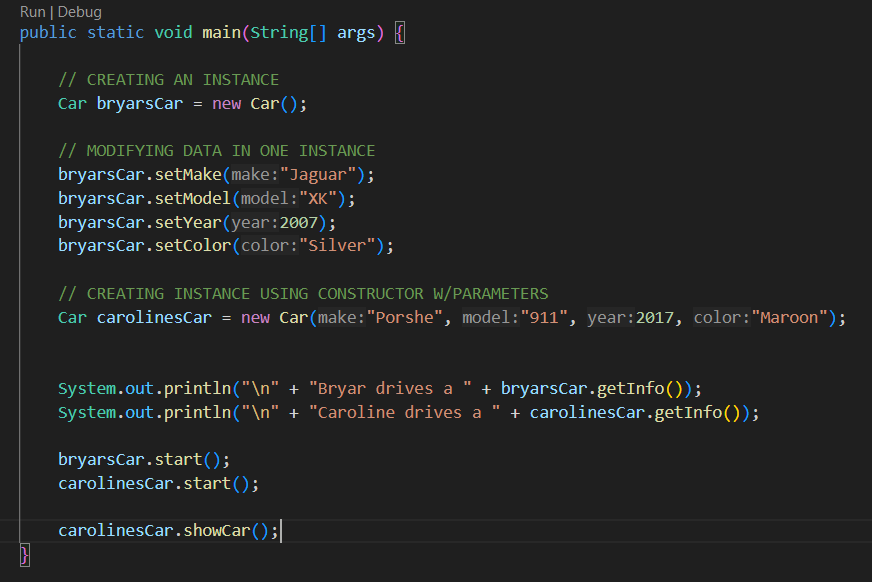 Run | Debug
public static void main(String[] args) {
// CREATING AN INSTANCE
Car bryarsCar = new Car();
// MODIFYING DATA IN ONE INSTANCE
bryarsCar.setMake(make:"Jaguar");
bryarsCar.setModel(model:"XK");
bryarsCar.setYear(year:2007);
bryarsCar.setColor(color:"Silver");
// CREATING INSTANCE USING CONSTRUCTOR W/PARAMETERS
Car carolinesCar = new Car(make:"Porshe", model:"911", year:2017, color:"Maroon");
System.out.println("\n" + "Bryar drives a " + bryarsCar.getInfo());
System.out.println("\n" + "Caroline drives a " + carolinesCar.getInfo());
bryarsCar.start();
carolinesCar.start();
carolinesCar.showCar();
}